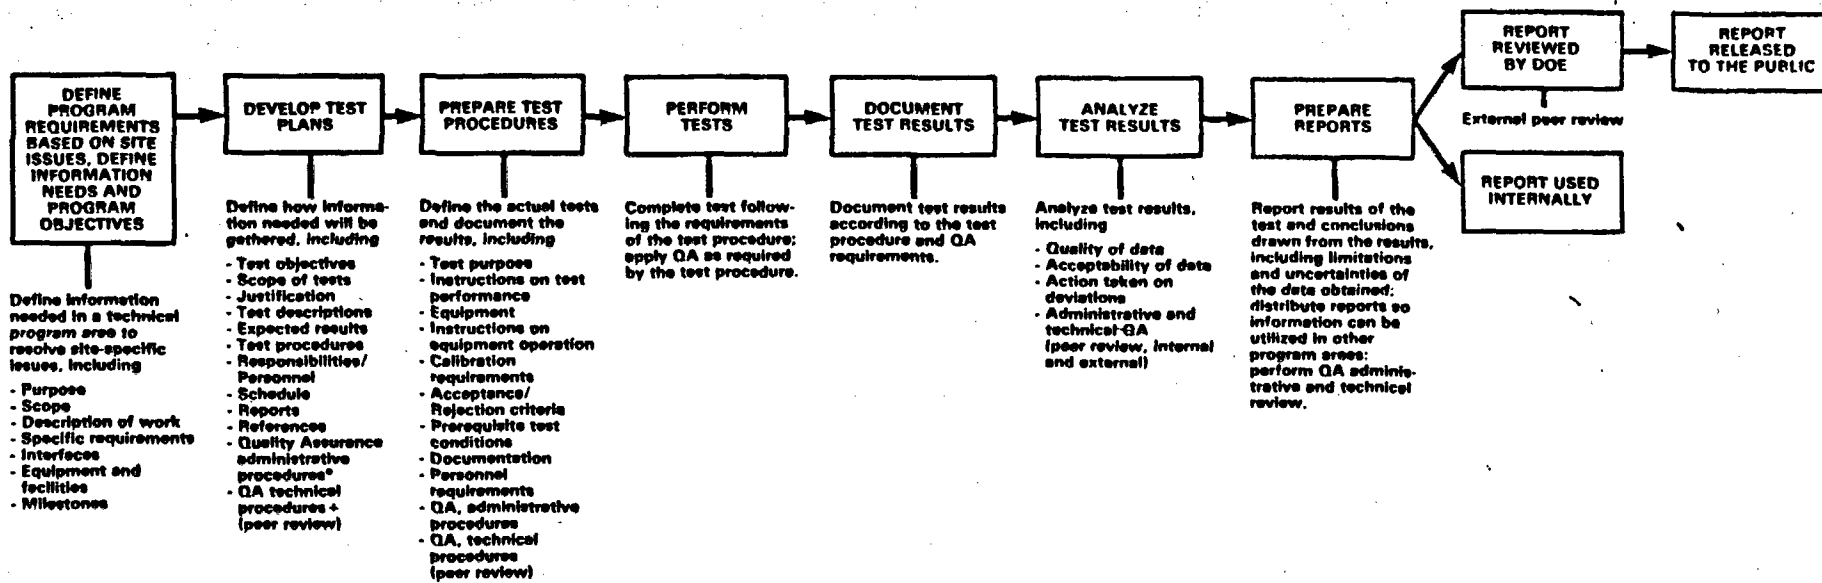 DEFINE
PROGRAM
REQUIREMENTS
BASED ON SITE
ISSUES, DEFINE
INFORMATION
NEEDS AND
PROGRAM
OBJECTIVES
Define information
needed in a technical
program area to
resolve site-specific
issues, including
- Purpose
- Scope
- Description of work
- Specific requirements
- Interfaces
- Equipment and
facilities
- Milestones
DEVELOP TEST
PLANS
Define how informa-
tion needed will be
gathered, including
- Test objectives
- Scope of tests
- Justification
- Test descriptions
- Expected results
- Test procedures
- Responsibilities/
Personnel
- Schedule
- Reports
- References
- Quality Assurance
administrative
procedures*
- QA technical
procedures +
(peer review)
PREPARE TEST
PROCEDURES
Define the actual tests
and document the
results, including
- Test purpose
- Instructions on test
performance
- Equipment
- Instructions on
equipment operation
- Calibration
requirements
- Acceptance/
Rejection criteria
- Prerequisite test
conditions
- Documentation
- Personnel
requirements
- QA, administrative
procedures
- QA, technical
procedures
(peer review)
PERFORM
TESTS
Complete test follow-
ing the requirements
of the test procedure;
apply QA as required
by the test procedure.
DOCUMENT
TEST RESULTS
Document test results
according to the test
procedure and QA
requirements.
ANALYZE
TEST RESULTS
Analyze test results,
including
- Quality of data
- Acceptability of data
- Action taken on
deviations
- Administrative and
technical QA
(peer review, internal
and external)
PREPARE
REPORTS
Report results of the
test and conclusions
drawn from the results,
including limitations
and uncertainties of
the data obtained;
distribute reports so
information can be
utilized in other
program areas;
perform QA adminis-
trative and technical
review.
REPORT
REVIEWED
BY DOE
External peer review
REPORT
RELEASED
TO THE PUBLIC
REPORT USED
INTERNALLY